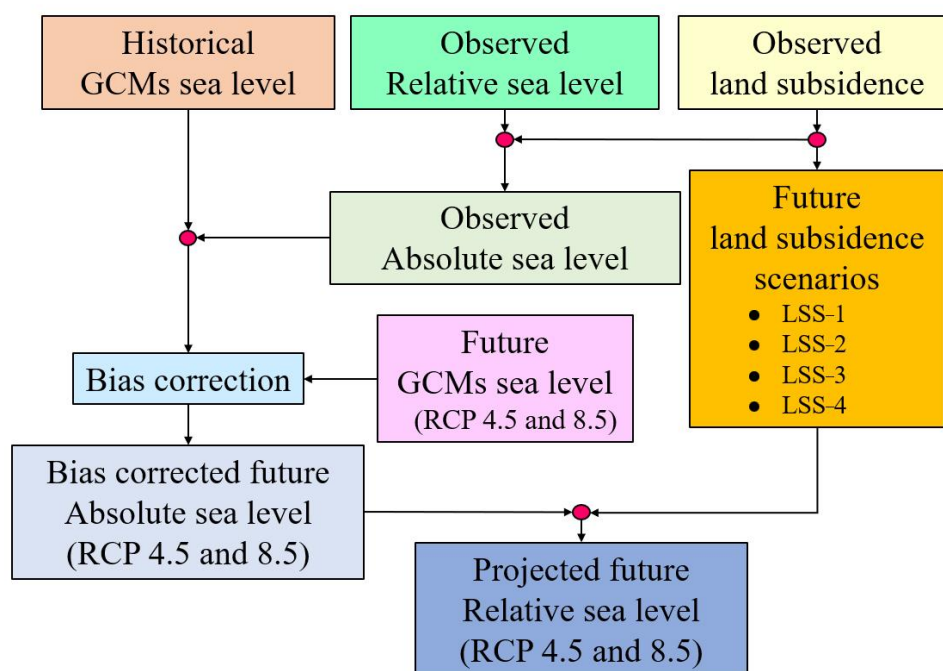 Historical
GCMs sea level
Observed
Relative sea level
Observed
land subsidence
Observed
Absolute sea level
Future
land subsidence
scenarios
● LSS-1
● LSS-2
● LSS-3
● LSS-4
Bias correction
Future
GCMs sea level
(RCP 4.5 and 8.5)
Bias corrected future
Absolute sea level
(RCP 4.5 and 8.5)
Projected future
Relative sea level
(RCP 4.5 and 8.5)